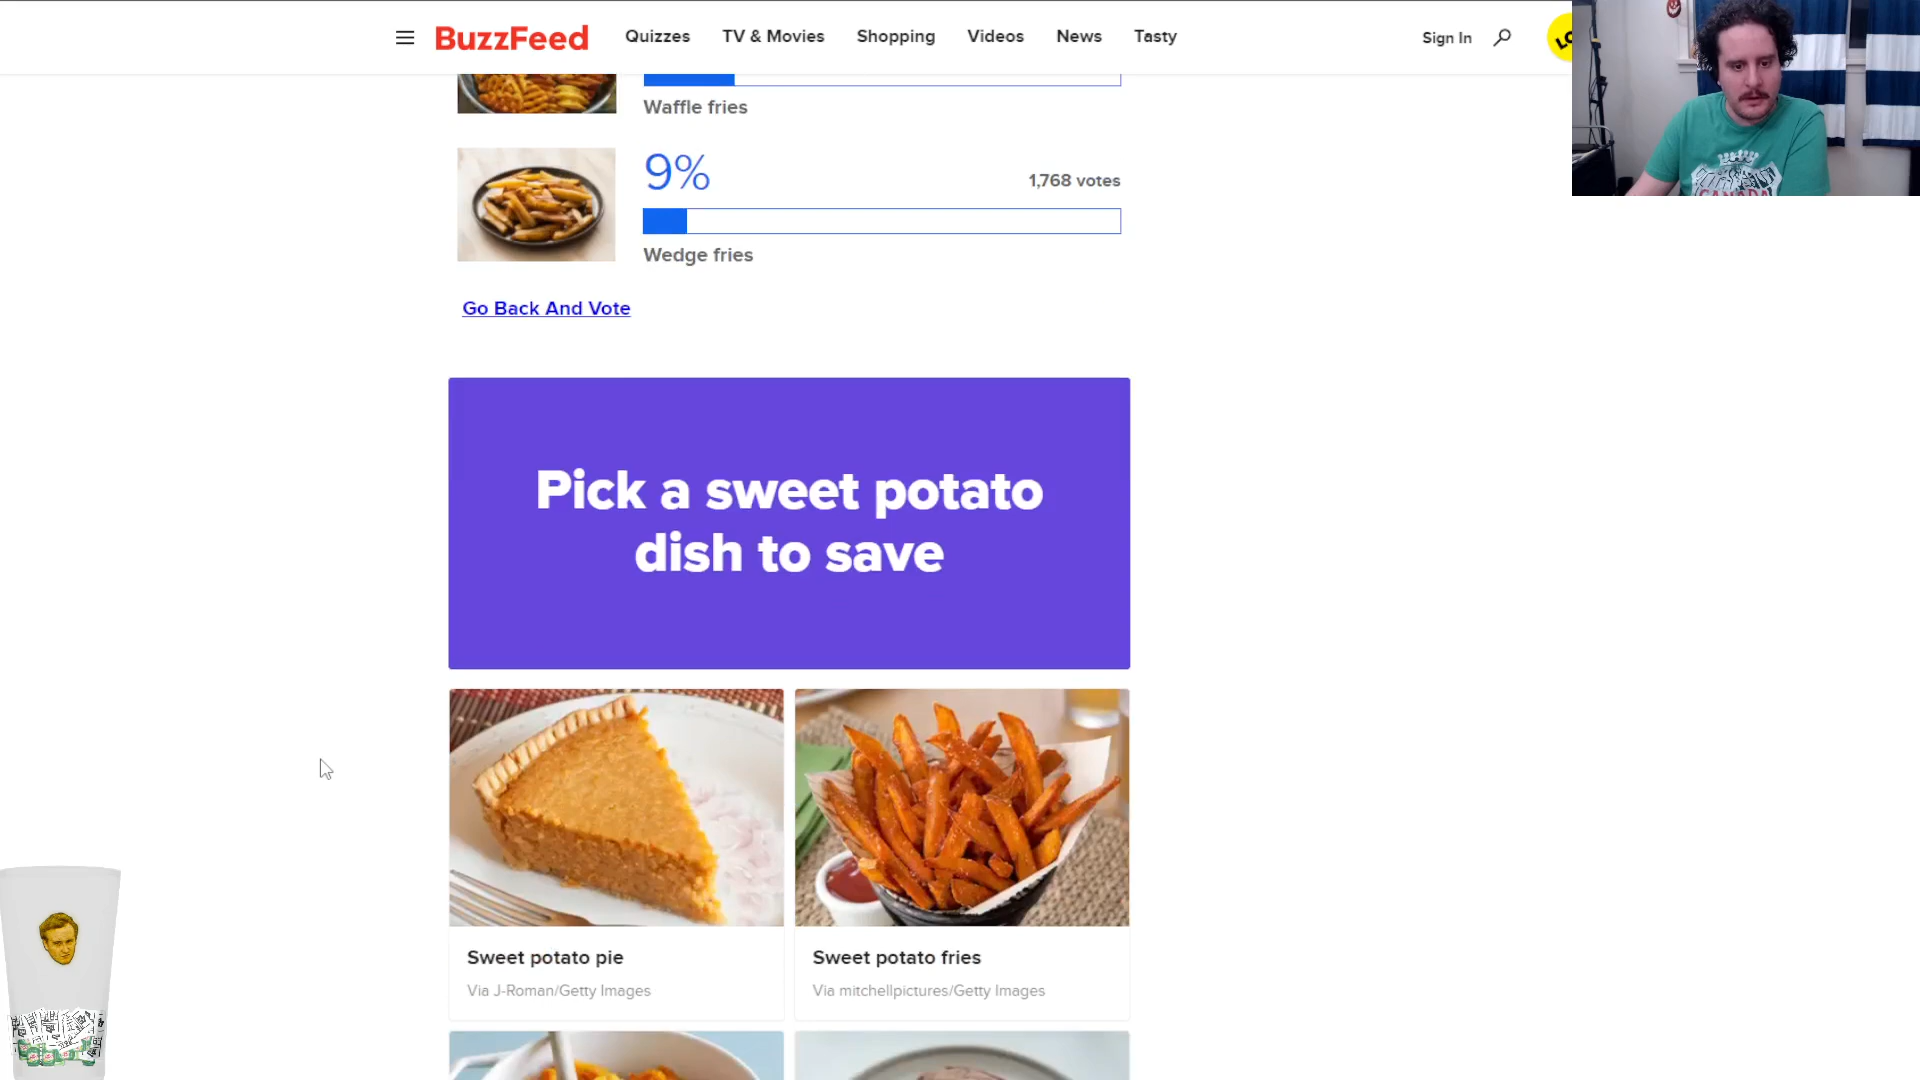 BuzzFeed
Quizzes
TV & Movies
Shopping
Videos
News
Tasty
Sign In
Waffle fries
9%
1,768 votes
Wedge fries
Go Back And Vote
Pick a sweet potato
dish to save
Sweet potato pie
Via J-Roman/Getty Images
Sweet potato fries
Via mitchellpictures/Getty Images